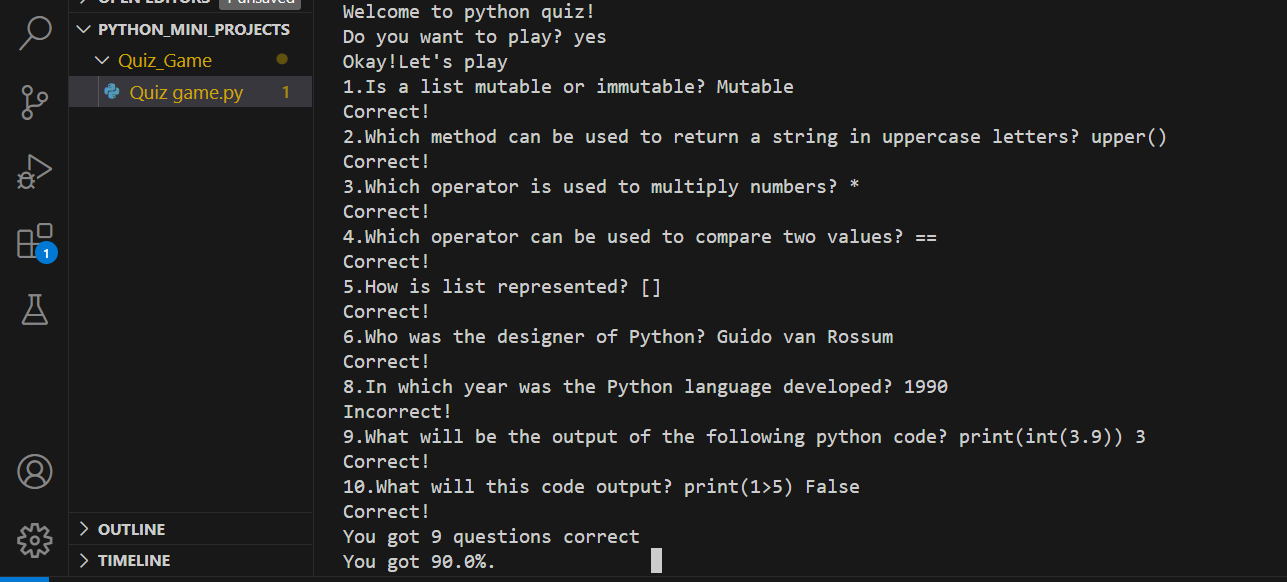 OPEN EDITORS 1 unsaved
PYTHON_MINI_PROJECTS
Quiz_Game
Quiz game.py 1
1
OUTLINE
TIMELINE
Welcome to python quiz!
Do you want to play? yes
Okay!Let's play
1.Is a list mutable or immutable? Mutable
Correct!
2.Which method can be used to return a string in uppercase letters? upper()
Correct!
3.Which operator is used to multiply numbers? *
Correct!
4.Which operator can be used to compare two values? ==
Correct!
5.How is list represented? []
Correct!
6.Who was the designer of Python? Guido van Rossum
Correct!
8.In which year was the Python language developed? 1990
Incorrect!
9.What will be the output of the following python code? print(int(3.9)) 3
Correct!
10.What will this code output? print(1>5) False
Correct!
You got 9 questions correct
You got 90.0%.